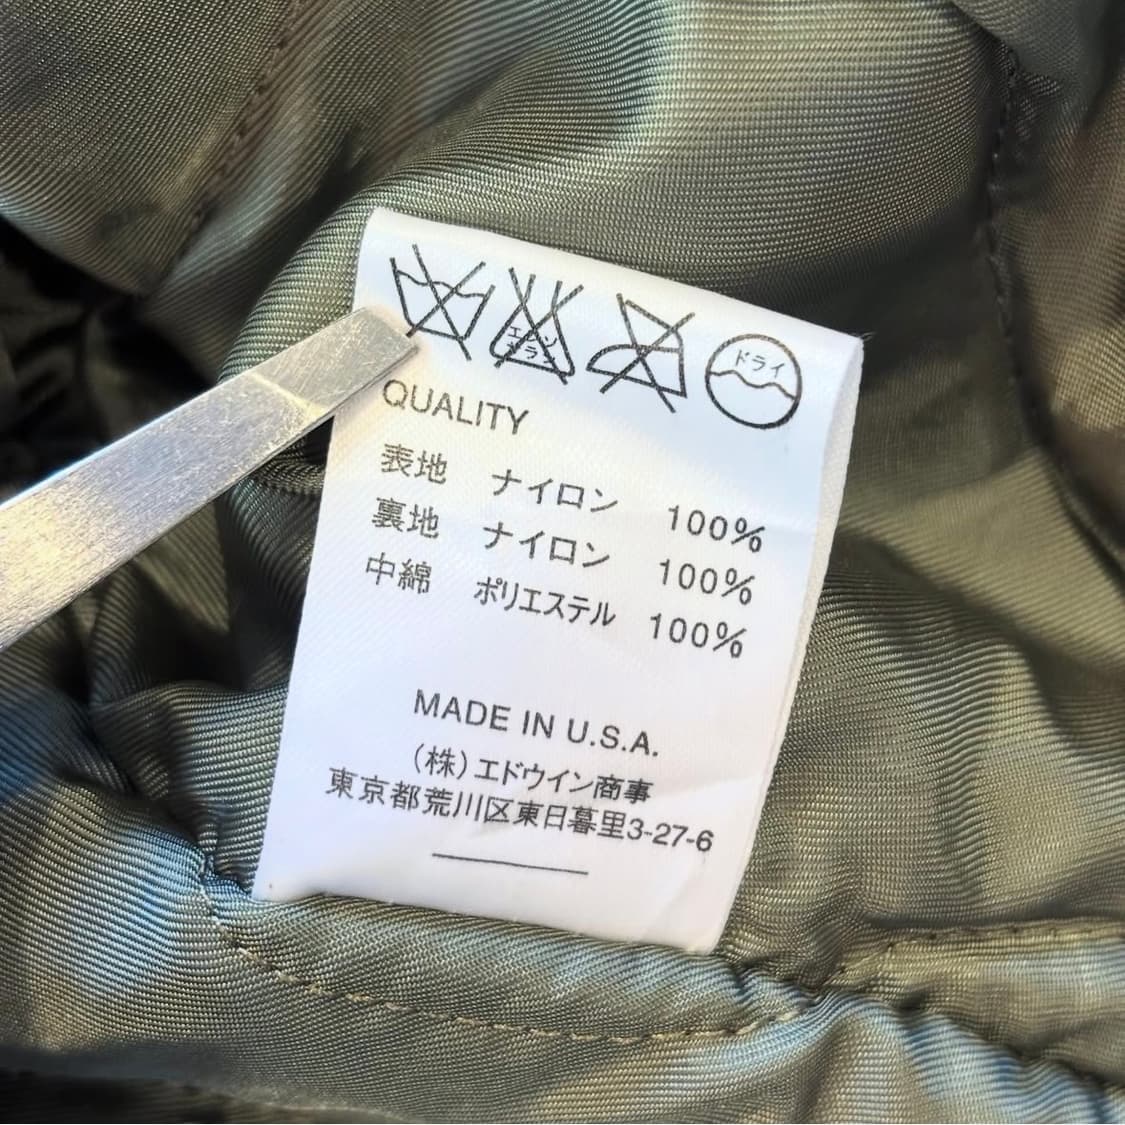 エンソ
サラシ ドライ
QUALITY
表地 ナイロン 100%
裏地 ナイロン 100%
中綿 ポリエステル 100%
MADE IN U.S.A.
(株)エドウイン商事
東京都荒川区東日暮里3-27-6